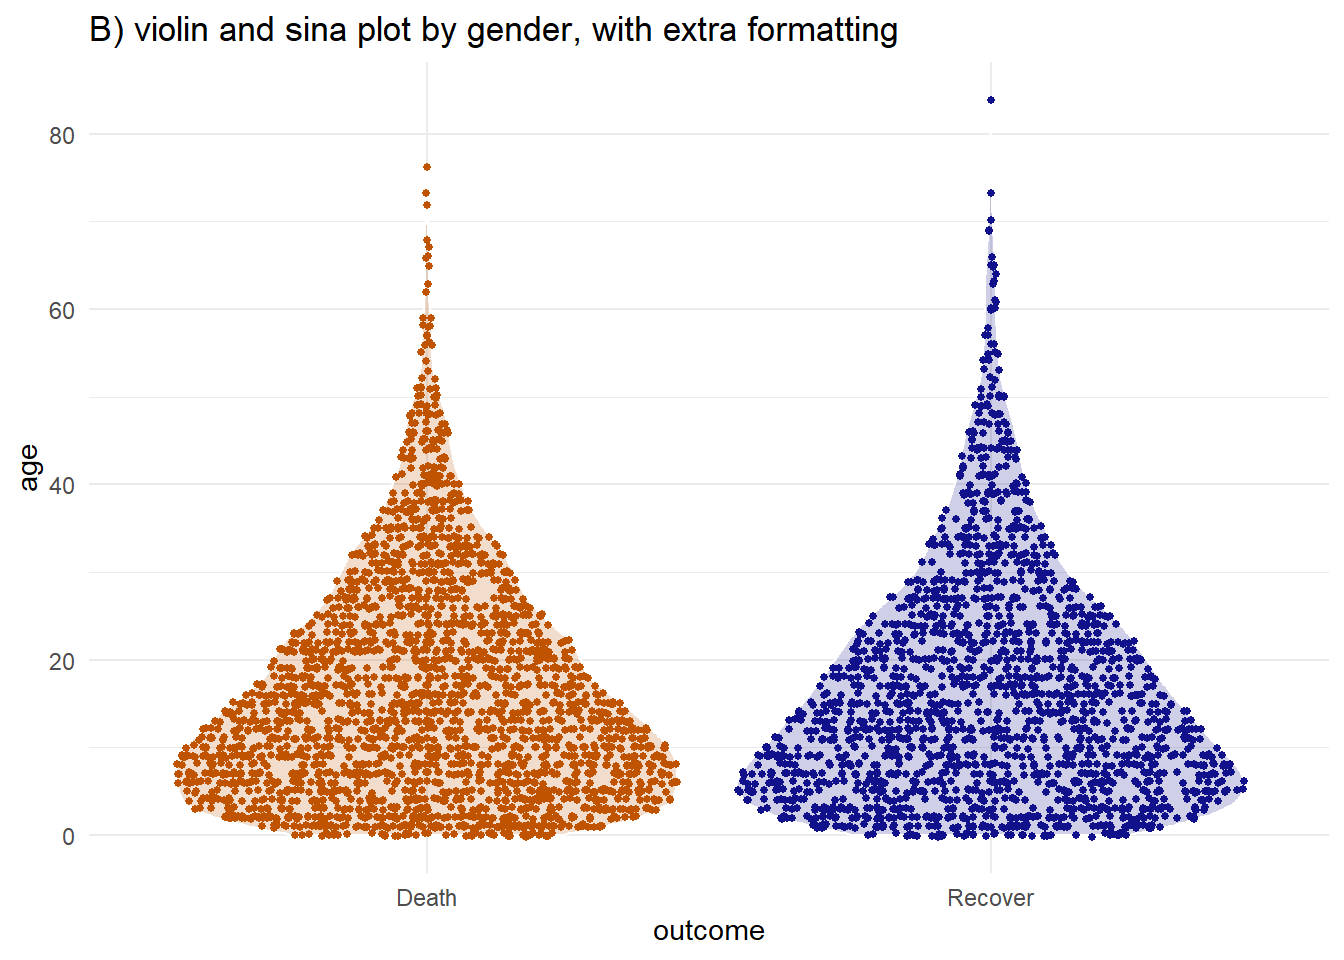 B) violin and sina plot by gender, with extra formatting
80
60
40
20
0
age
Death
Recover
outcome